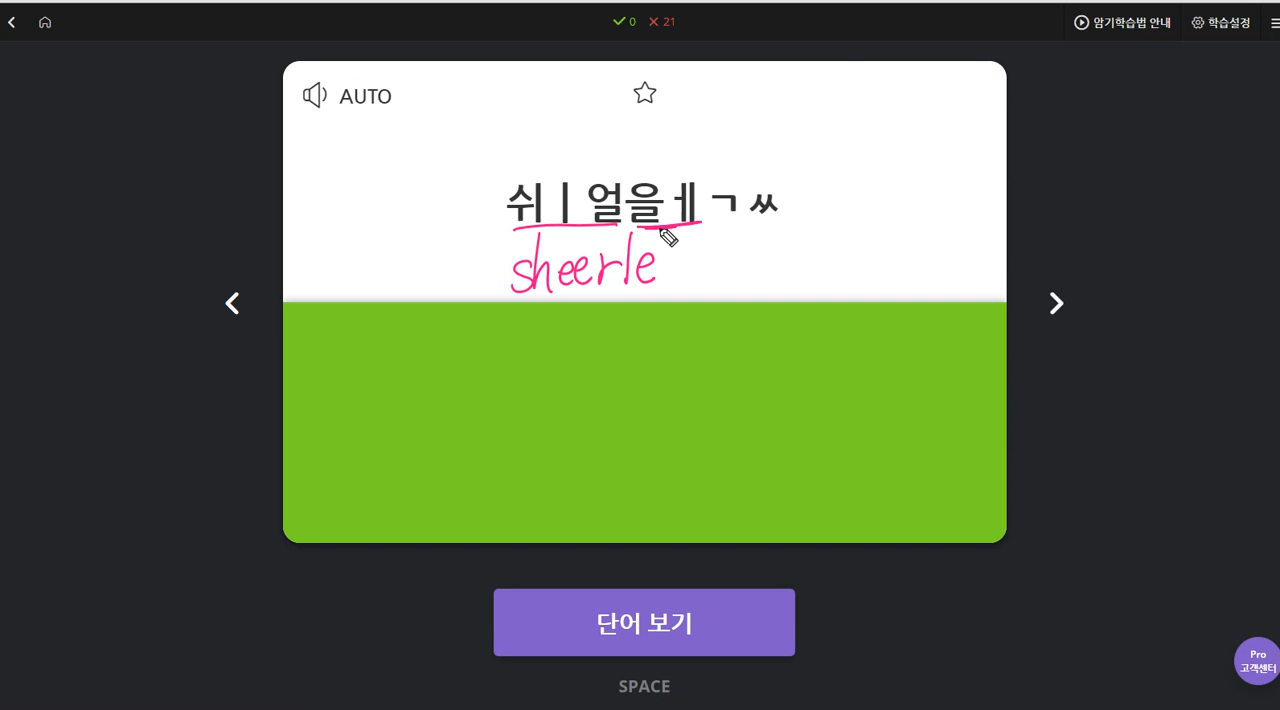 0 21 암기학습법 안내 학습설정
AUTO
쉬ㅣ얼을ㅔㄱㅆ
sheerle
단어 보기
SPACE
Pro
고객센터